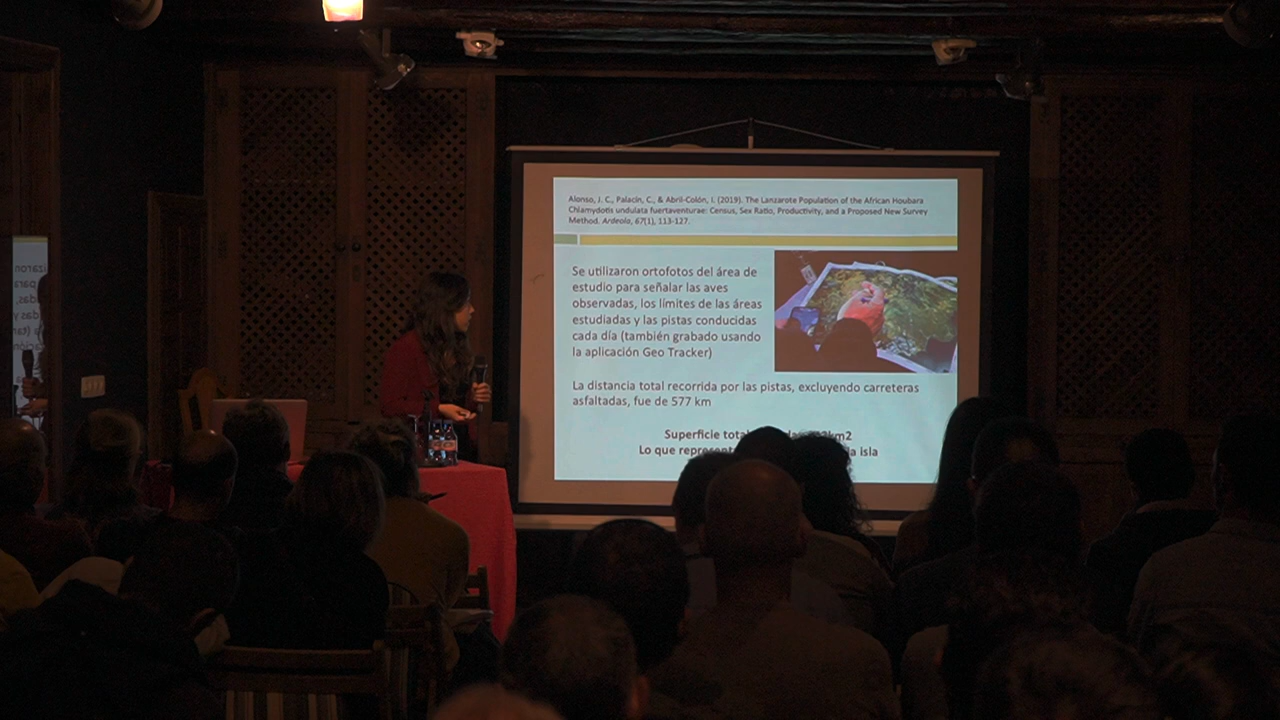 Alonso, J. C., Palacín, C., & Abril-Colón, I. (2019). The Lanzarote Population of the African Houbara
Chlamydotis undulata fuertaventurae: Census, Sex Ratio, Productivity, and a Proposed New Survey
Method. Ardeola, 67(1), 113-127.
Se utilizaron ortofotos del área de
estudio para señalar las aves
observadas, los límites de las áreas
estudiadas y las pistas conducidas
cada día (también grabado usando
la aplicación Geo Tracker)
La distancia total recorrida por las pistas, excluyendo carreteras
asfaltadas, fue de 577 km
Superficie total km2
Lo que la isla